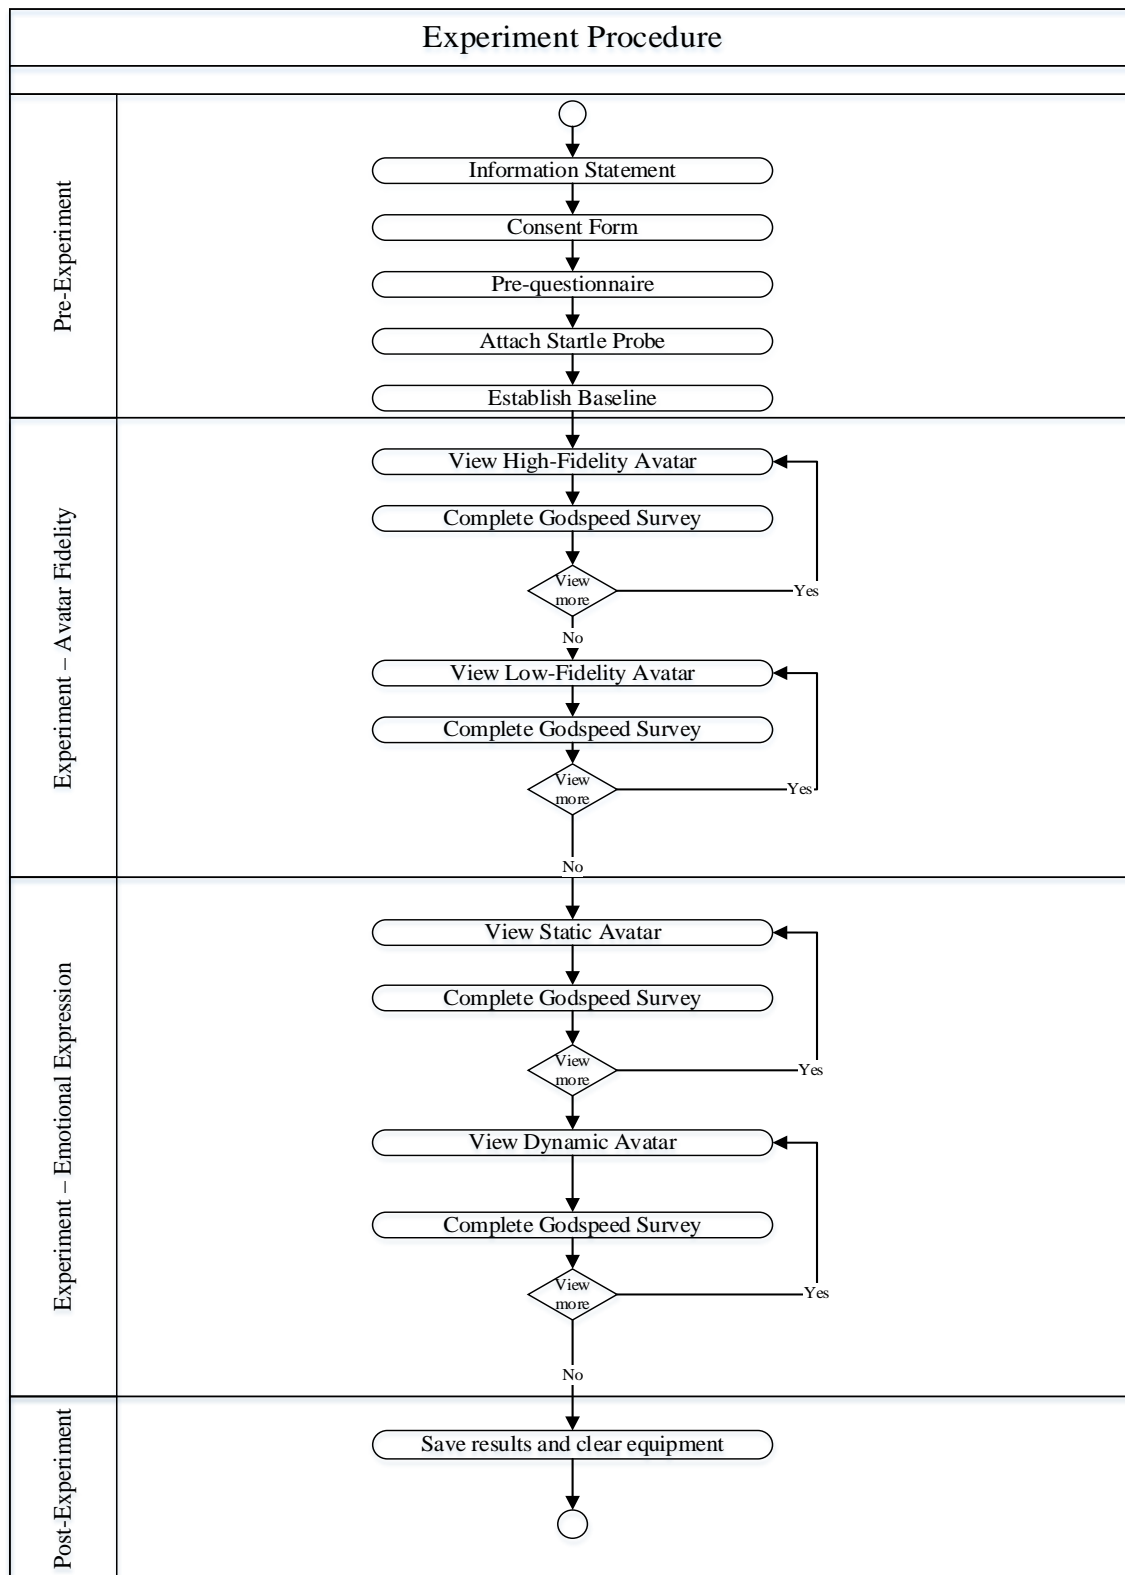 Experiment Procedure
Pre-Experiment
Information Statement
Consent Form
Pre-questionnaire
Attach Startle Probe
Establish Baseline
Experiment – Avatar Fidelity
View High-Fidelity Avatar
Complete Godspeed Survey
View
more
Yes
No
View Low-Fidelity Avatar
Complete Godspeed Survey
View
more
Yes
No
Experiment – Emotional Expression
View Static Avatar
Complete Godspeed Survey
View
more
Yes
View Dynamic Avatar
Complete Godspeed Survey
View
more
Yes
No
Post-Experiment
Save results and clear equipment